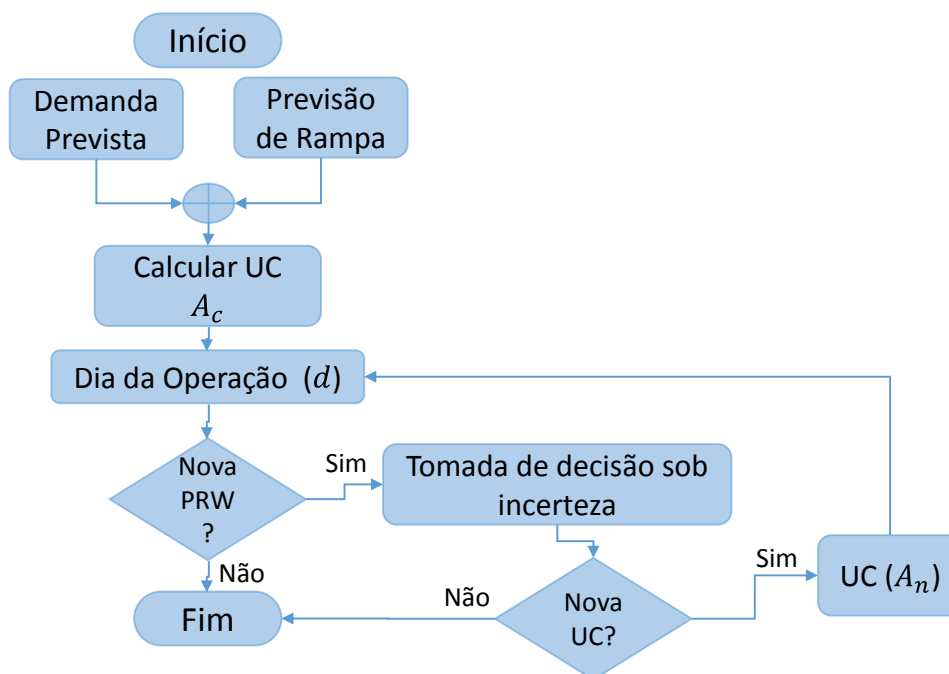 Início
Demanda
Prevista
Previsão
de Rampa
Calcular UC
A_c
Dia da Operação (d)
Nova
PRW
?
Sim
Tomada de decisão sob
incerteza
Não
Fim
Não
Nova
UC?
Sim
UC (A_n)